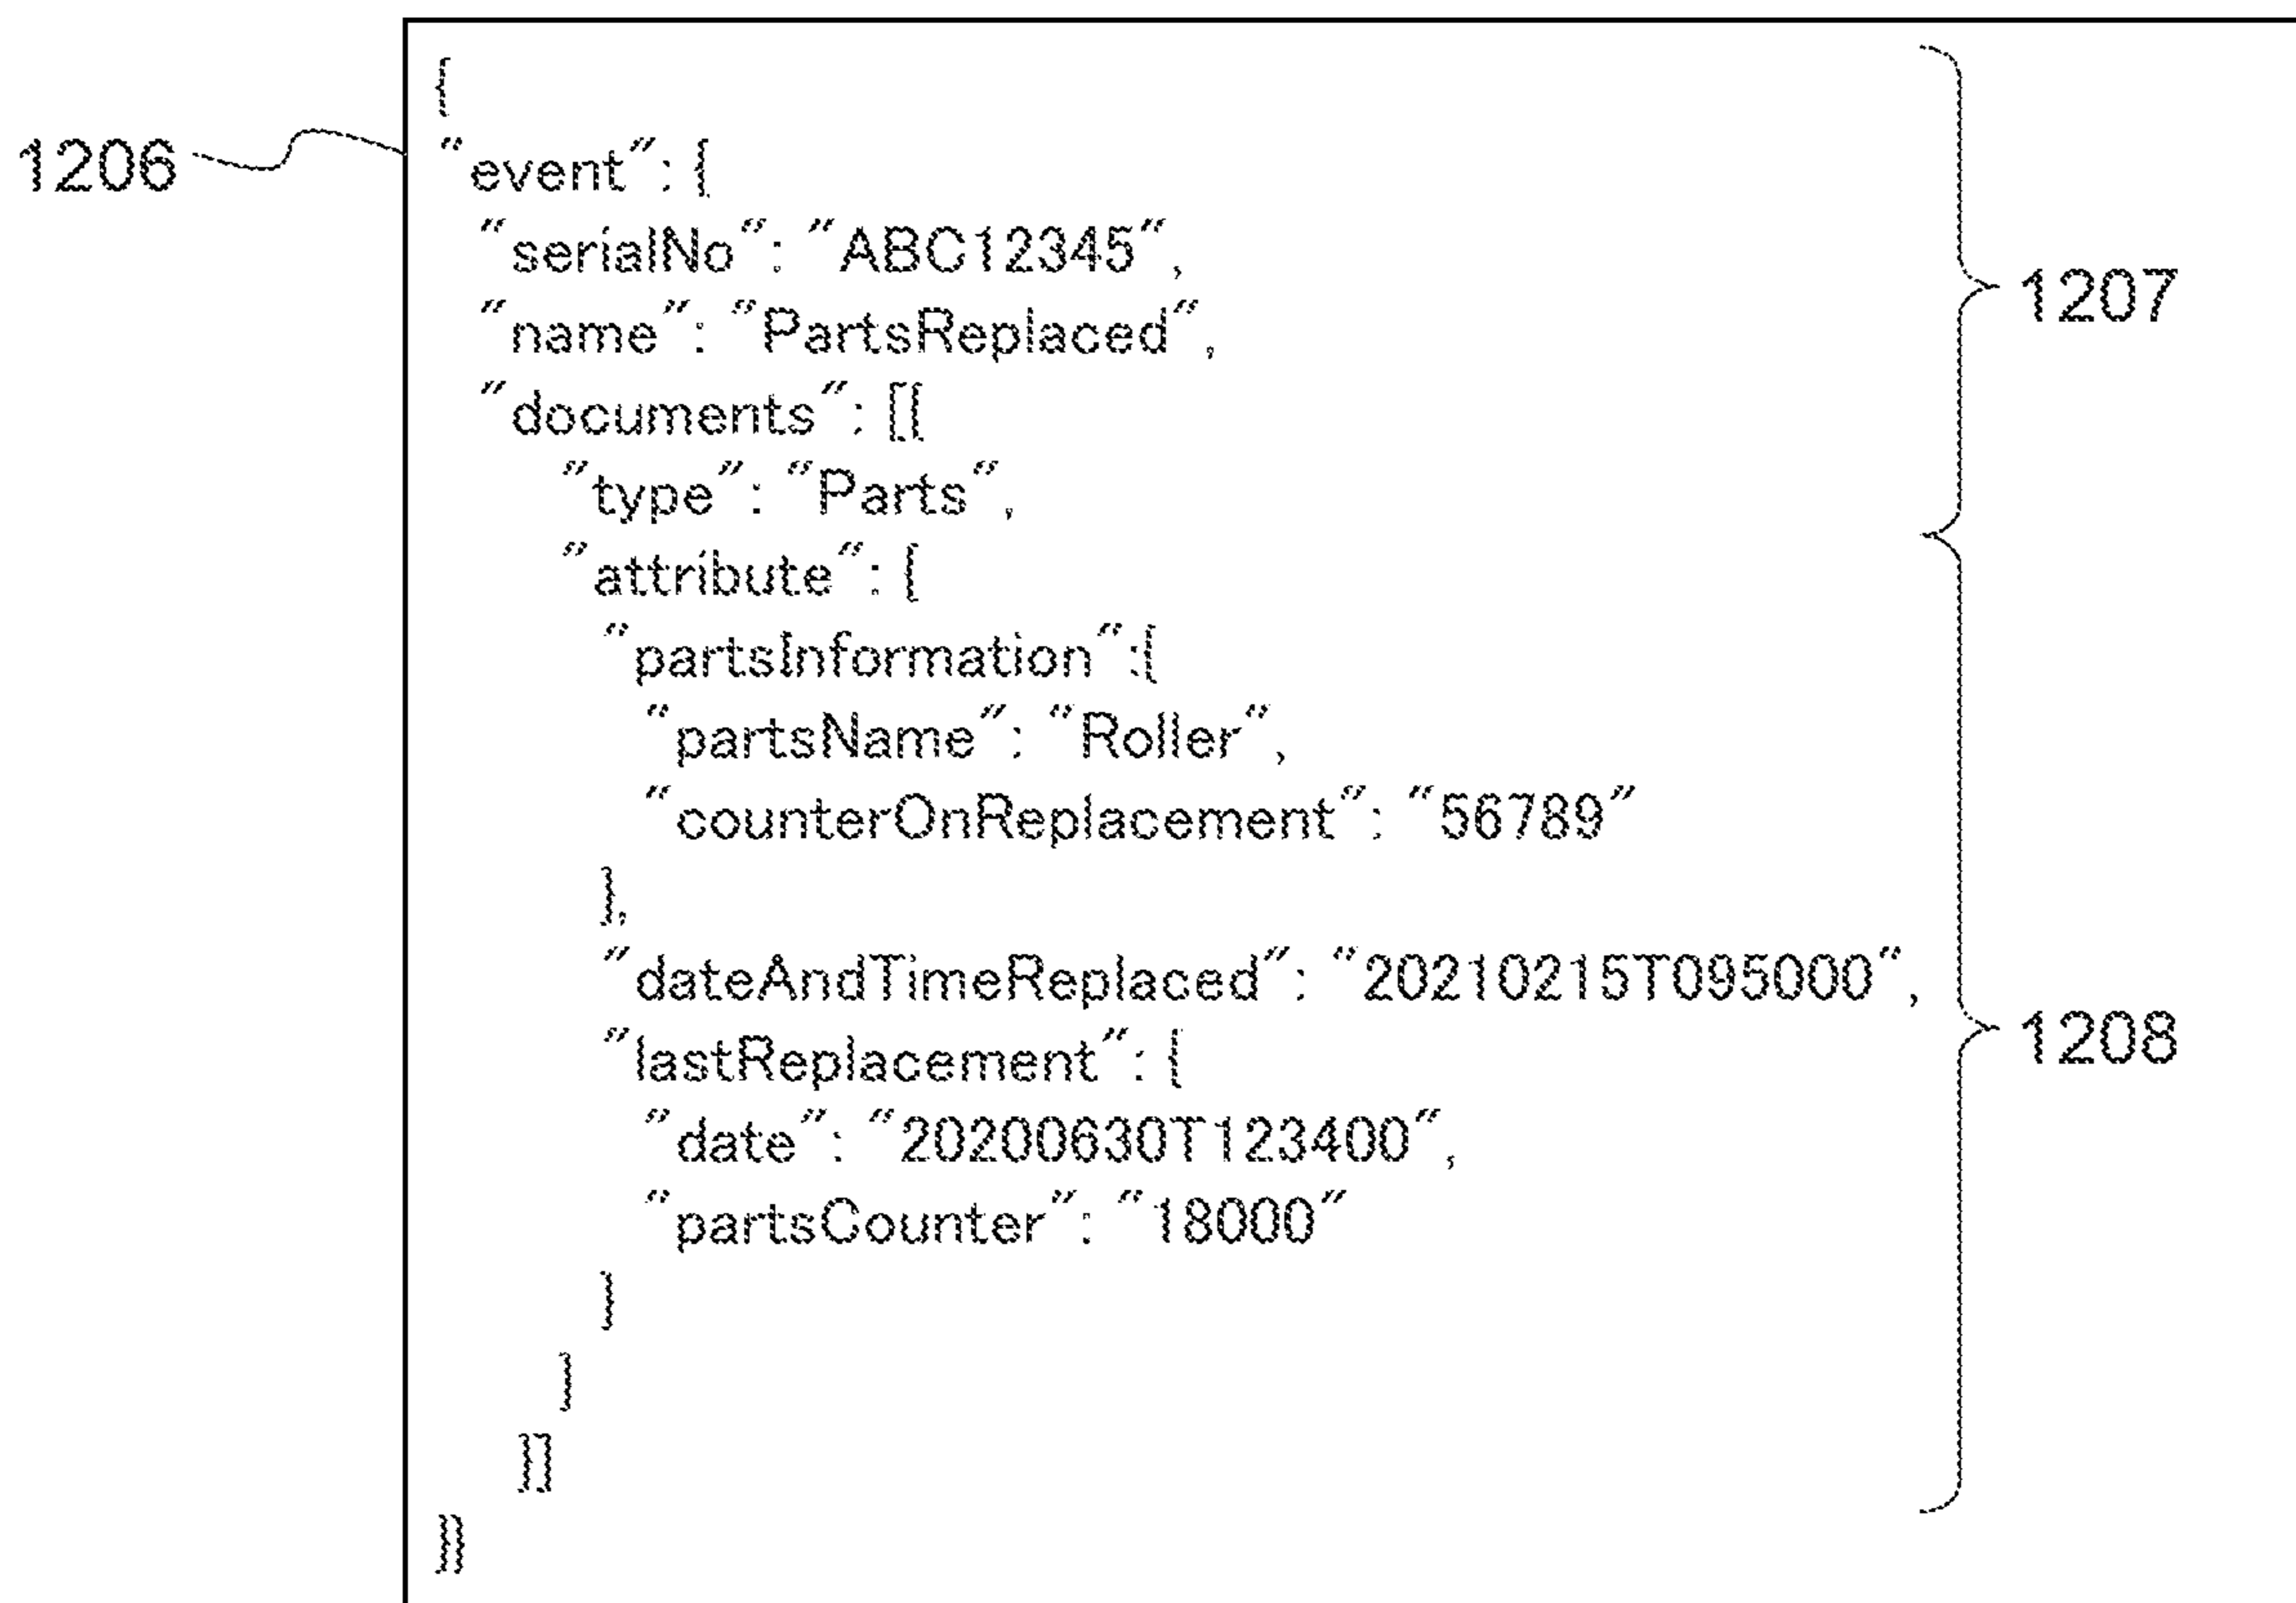 {
1206
"event": {
"serialNo": "ABC12345",
"name": "PartsReplaced",
1207
"documents": [{
"type": "Parts",
"attribute": {
"partsInformation":{
"partsName": "Roller",
"counterOnReplacement": "56789"
},
"dateAndTimeReplaced": "20210215T095000",
1208
"lastReplacement": {
"date": "20200630T123400",
"partsCounter": "18000"
}
}
}]
}}